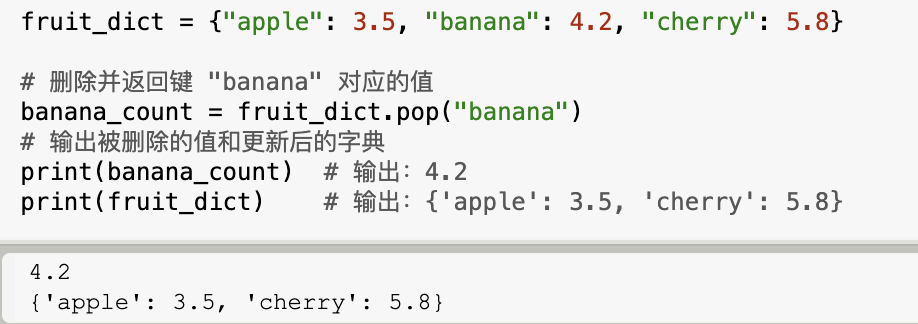 fruit_dict = {"apple": 3.5, "banana": 4.2, "cherry": 5.8}
# 删除并返回键 "banana" 对应的值
banana_count = fruit_dict.pop("banana")
# 输出被删除的值和更新后的字典
print(banana_count)  # 输出：4.2
print(fruit_dict)    # 输出：{'apple': 3.5, 'cherry': 5.8}
4.2
{'apple': 3.5, 'cherry': 5.8}